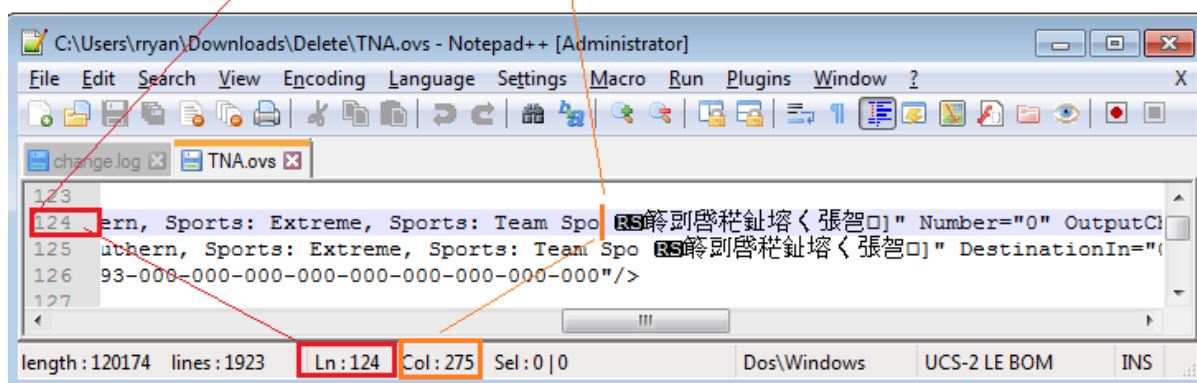 C:\Users\rryan\Downloads\Delete\TNA.ovs - Notepad++ [Administrator]
File Edit Search View Encoding Language Settings Macro Run Plugins Window ? X
change.log TNA.ovs
123
124 ern, Sports: Extreme, Sports: Team Spo RS 㔮]" Number="0" OutputCh
125 uthern, Sports: Extreme, Sports: Team Spo RS ]" DestinationIn="(
126 93-000-000-000-000-000-000-000-000"/>
127
length : 120174 lines : 1923 Ln : 124 Col : 275 Sel : 0 | 0 Dos\Windows UCS-2 LE BOM INS